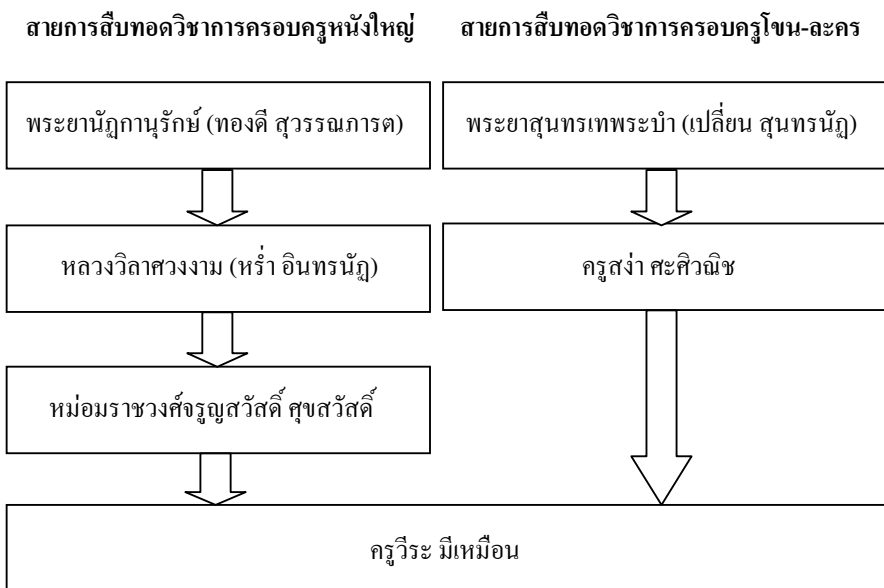 สายการสืบทอดวิชาการครอบครูหนังใหญ่
สายการสืบทอดวิชาการครอบครูโขน-ละคร
พระยานัฏกานุรักษ์ (ทองดี สุวรรณภารต)
พระยาสุนทรเทพระบำ (เปลี่ยน สุนทรนัฏ)
หลวงวิลาศวงงาม (หร่ำ อินทรนัฏ)
ครูสง่า ศะศิวณิช
หม่อมราชวงศ์จรูญสวัสดิ์ ศุขสวัสดิ์
ครูวีระ มีเหมือน